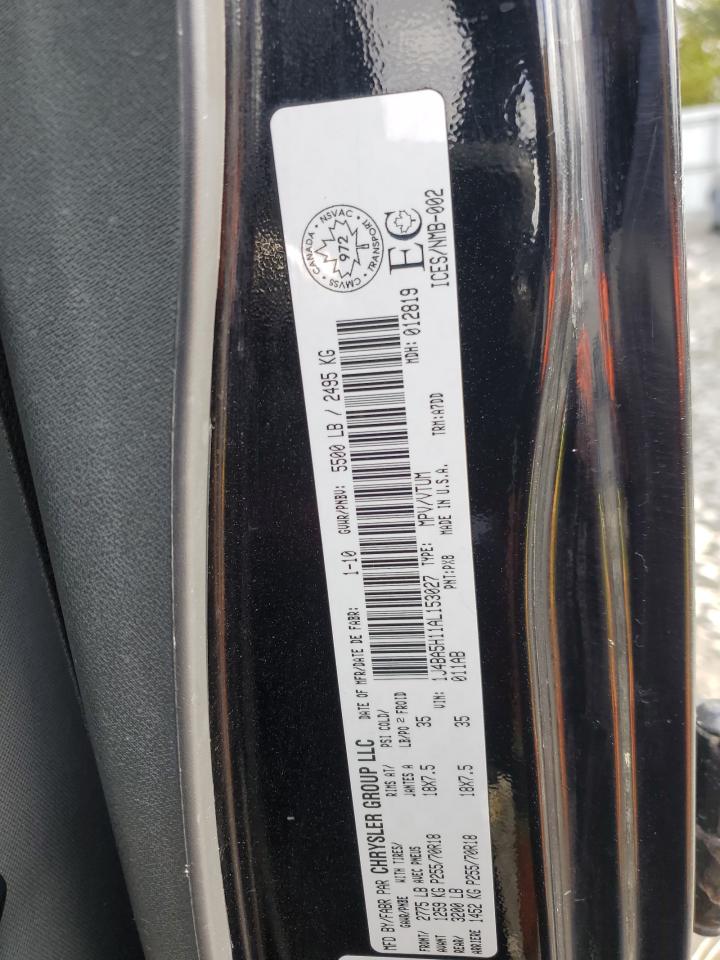 MFD BY/FABR PAR CHRYSLER GROUP LLC DATE OF MFR/DATE DE FABR: 1-10 GVWR/PNBV: 5500 LB / 2495 KG
GAWR/PNBE WITH TIRES/ AVEC PNEUS RIMS AT/ JANTES A PSI COLD/ LB/PO 2 FROID
FRONT/ AVANT 2775 LB 1259 KG P255/70R18 18X7.5 35
REAR/ ARRIERE 3200 LB 1452 KG P255/70R18 18X7.5 35
VIN: 1J4BA5H11AL153027 TYPE: MPV/VTUM MDH: 012819
011AB PNT:PXB MADE IN U.S.A. TRM:A7DD
CANADA NSVAC TRANSPORT CMVSS
972
EC
ICES/NMB-002